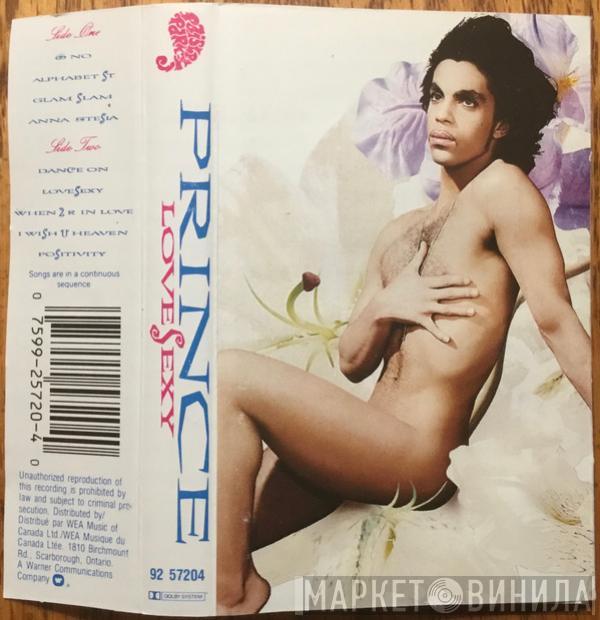 Side One
👁 NO
ALPHABET ST
GLAM SLAM
ANNA STESIA
Side Two
DANCE ON
LOVESEXY
WHEN 2 R IN LOVE
I WISH U HEAVEN
POSITIVITY
Songs are in a continuous
sequence
0 7599-25720-4 0
Unauthorized reproduction of
this recording is prohibited by
law and subject to criminal pro-
secution. Distributed by/
Distribué par WEA Music of
Canada Ltd./WEA Musique du
Canada Ltée. 1810 Birchmount
Rd., Scarborough, Ontario.
A Warner Communications
Company
PAISLEY PARK
PRINCE
LOVESEXY
92 57204
DOLBY SYSTEM
МАРКЕТ ВИНИЛА